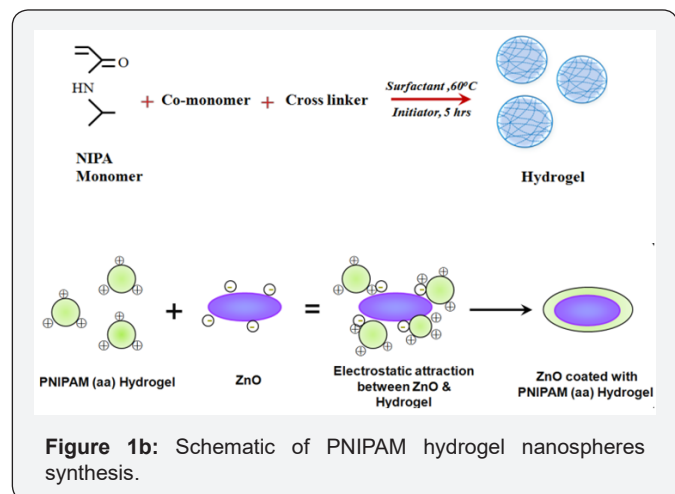 O
HN
NIPA
Monomer
+ Co-monomer + Cross linker
Surfactant ,60⁰C
Initiator, 5 hrs
Hydrogel
+ =
PNIPAM (aa) Hydrogel
ZnO
Electrostatic attraction
between ZnO &
Hydrogel
ZnO coated with
PNIPAM (aa) Hydrogel
Figure 1b: Schematic of PNIPAM hydrogel nanospheres
synthesis.